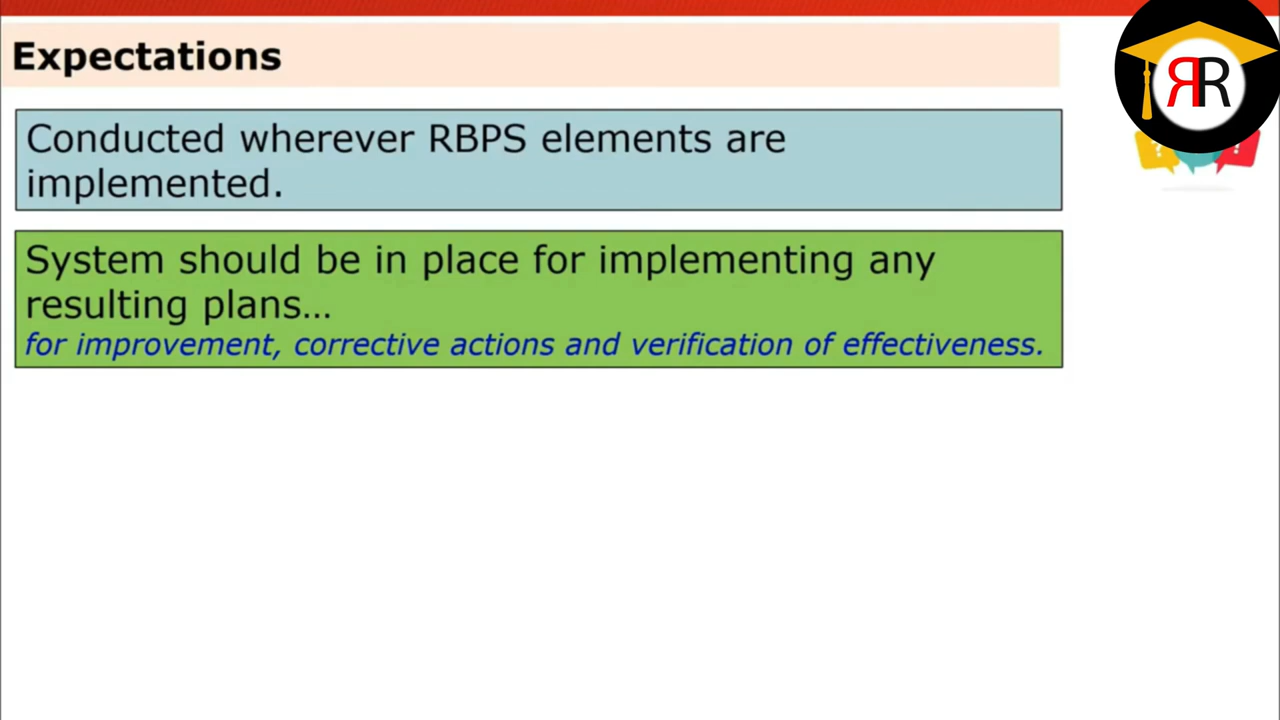 Expectations
Conducted wherever RBPS elements are
implemented.
System should be in place for implementing any
resulting plans…
for improvement, corrective actions and verification of effectiveness.
ЯR
? ?